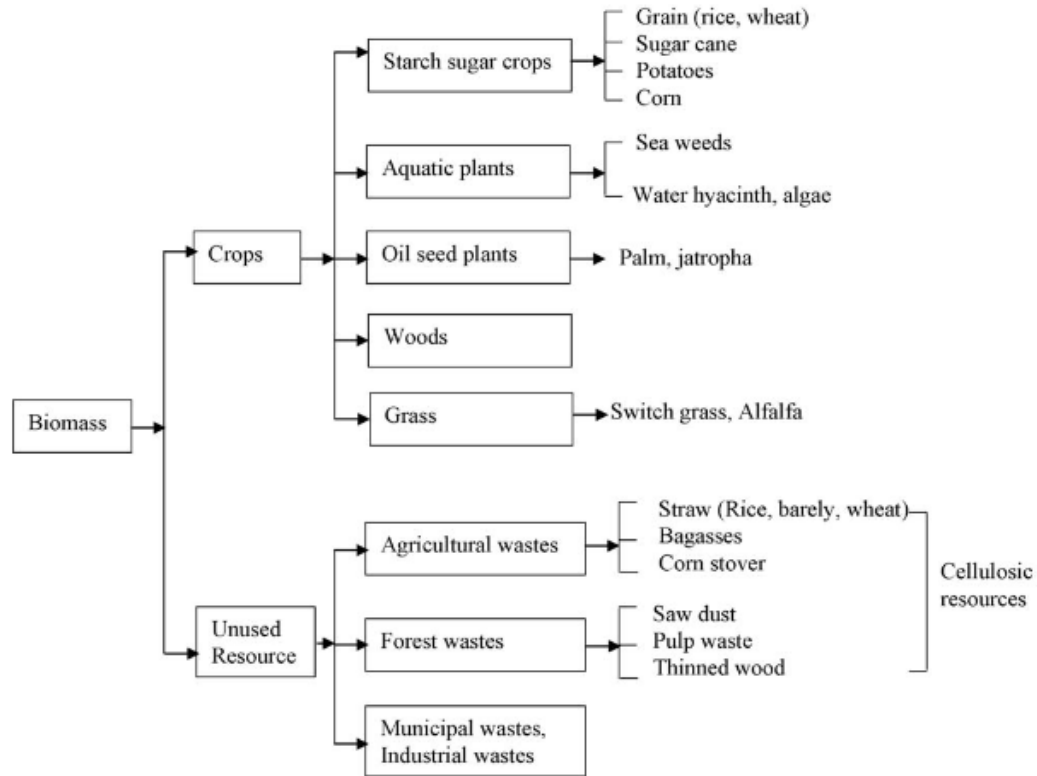 Biomass
Crops
Starch sugar crops
Grain (rice, wheat)
Sugar cane
Potatoes
Corn
Aquatic plants
Sea weeds
Water hyacinth, algae
Oil seed plants
Palm, jatropha
Woods
Grass
Switch grass, Alfalfa
Unused
Resource
Agricultural wastes
Straw (Rice, barely, wheat)
Bagasses
Corn stover
Forest wastes
Saw dust
Pulp waste
Thinned wood
Cellulosic
resources
Municipal wastes,
Industrial wastes